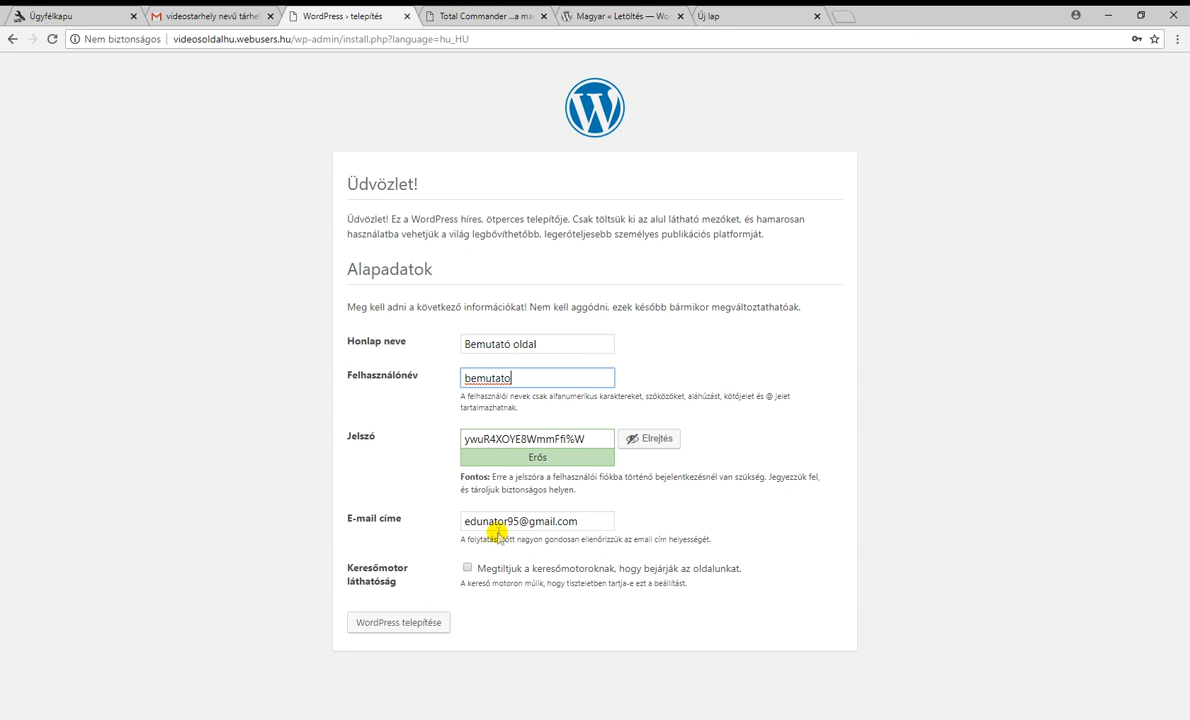 Ügyfélkapu
videostarhely nevű tárhel
WordPress › telepítés
Total Commander ...a ma
Magyar « Letöltés — Wo
Új lap
Nem biztonságos
videosoldalhu.webusers.hu/wp-admin/install.php?language=hu_HU
Üdvözlet!
Üdvözlet! Ez a WordPress híres, ötperces telepítője. Csak töltsük ki az alul látható mezőket, és hamarosan
használatba vehetjük a világ legbővíthetőbb, legerőteljesebb személyes publikációs platformját.
Alapadatok
Meg kell adni a következő információkat! Nem kell aggódni, ezek később bármikor megváltoztathatóak.
Honlap neve
Bemutató oldal
Felhasználónév
bemutato
A felhasználói nevek csak alfanumerikus karaktereket, szóközöket, aláhúzást, kötőjelet és @ jelet
tartalmazhatnak.
Jelszó
ywuR4XOYE8WmmFfi%W
Elrejtés
Erős
Fontos: Erre a jelszóra a felhasználói fiókba történő bejelentkezésnél van szükség. Jegyezzük fel,
és tároljuk biztonságos helyen.
E-mail címe
edunator95@gmail.com
A folytatás előtt nagyon gondosan ellenőrizzük az email cím helyességét.
Keresőmotor
láthatóság
Megtiltjuk a keresőmotoroknak, hogy bejárják az oldalunkat.
A kereső motoron múlik, hogy tiszteletben tartja-e ezt a beállítást.
WordPress telepítése